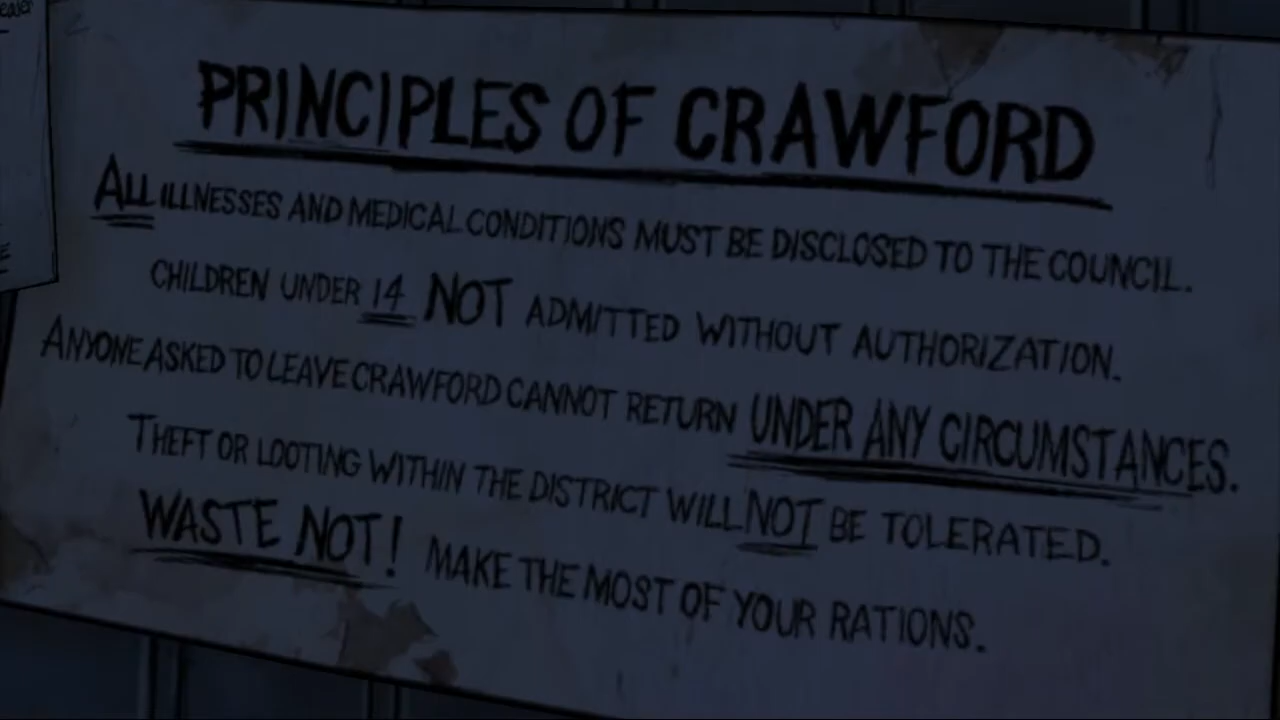 PRINCIPLES OF CRAWFORD
ALL ILLNESSES AND MEDICAL CONDITIONS MUST BE DISCLOSED TO THE COUNCIL.
CHILDREN UNDER 14 NOT ADMITTED WITHOUT AUTHORIZATION.
ANYONE ASKED TO LEAVE CRAWFORD CANNOT RETURN UNDER ANY CIRCUMSTANCES.
THEFT OR LOOTING WITHIN THE DISTRICT WILL NOT BE TOLERATED.
WASTE NOT! MAKE THE MOST OF YOUR RATIONS.